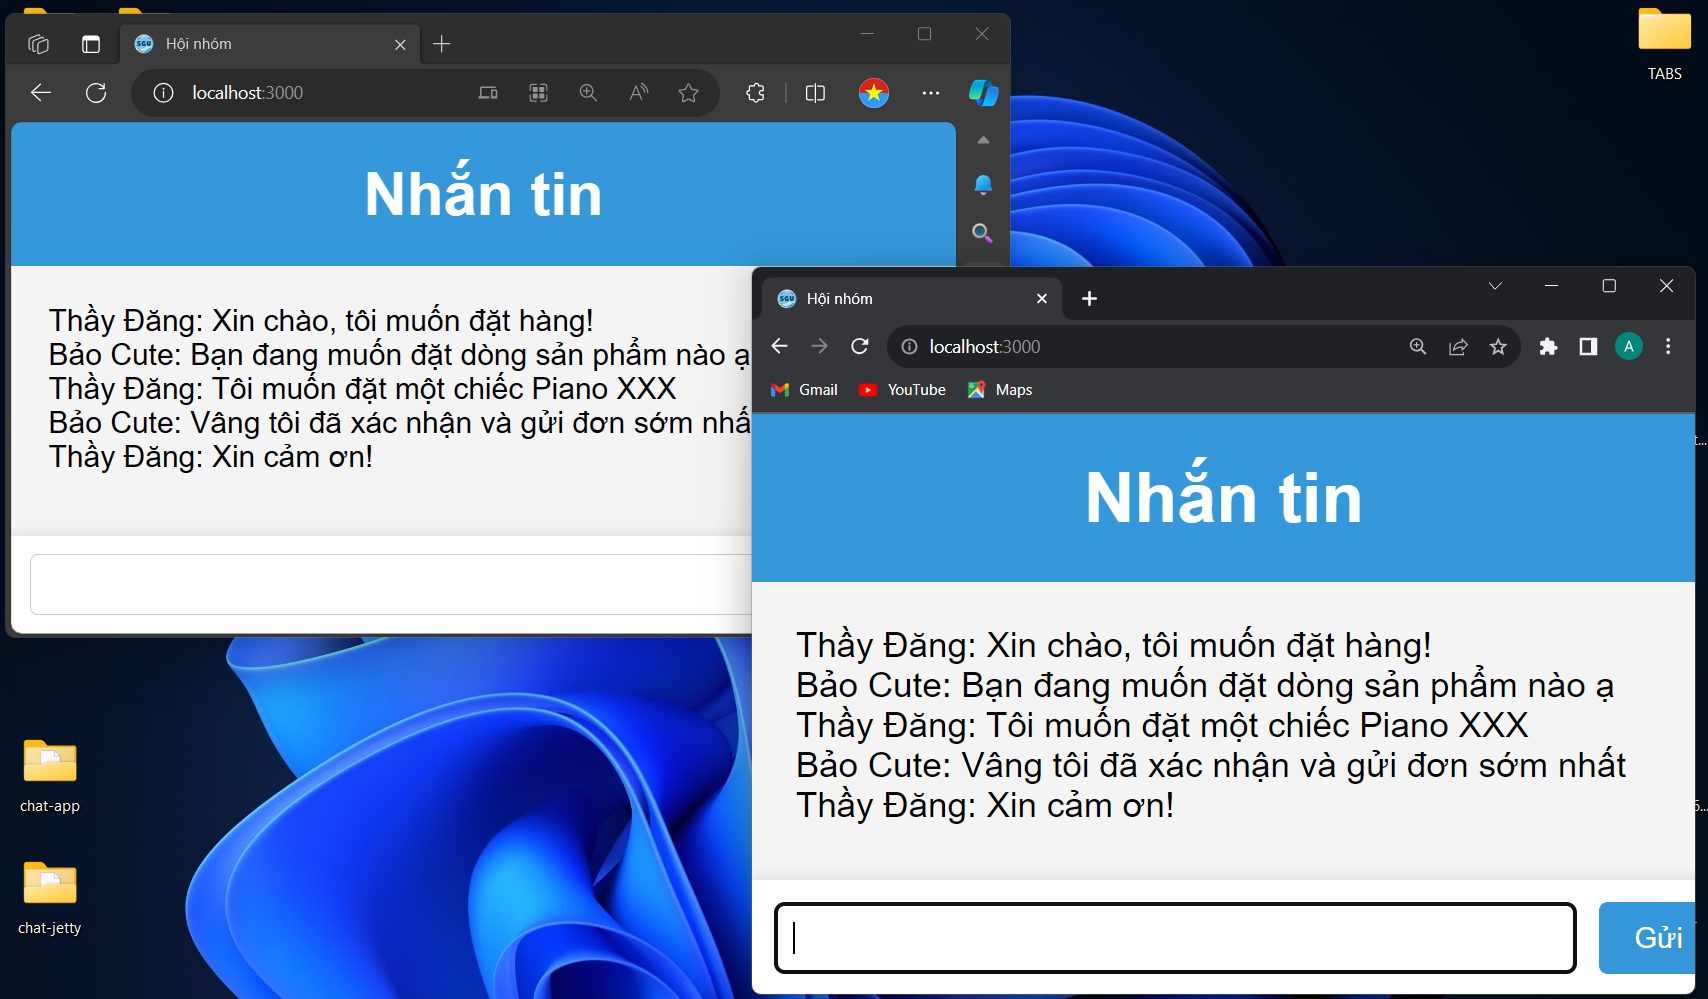 Hội nhóm
localhost:3000
Nhắn tin
Thầy Đăng: Xin chào, tôi muốn đặt hàng!
Bảo Cute: Bạn đang muốn đặt dòng sản phẩm nào ạ
Thầy Đăng: Tôi muốn đặt một chiếc Piano XXX
Bảo Cute: Vâng tôi đã xác nhận và gửi đơn sớm nhấ
Thầy Đăng: Xin cảm ơn!
TABS
Hội nhóm
localhost:3000
A
Gmail YouTube Maps
Nhắn tin
Thầy Đăng: Xin chào, tôi muốn đặt hàng!
Bảo Cute: Bạn đang muốn đặt dòng sản phẩm nào ạ
Thầy Đăng: Tôi muốn đặt một chiếc Piano XXX
Bảo Cute: Vâng tôi đã xác nhận và gửi đơn sớm nhất
Thầy Đăng: Xin cảm ơn!
Gửi
chat-app
chat-jetty